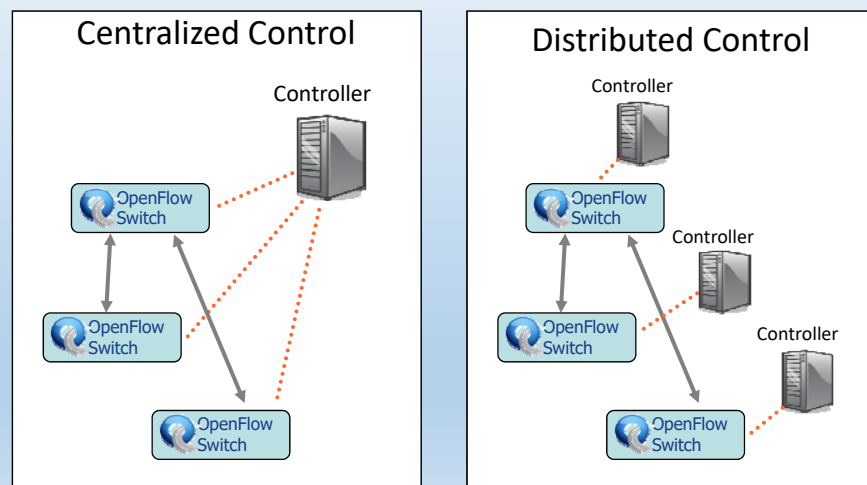 Centralized Control
Controller
OpenFlow
Switch
OpenFlow
Switch
OpenFlow
Switch
Distributed Control
Controller
OpenFlow
Switch
Controller
OpenFlow
Switch
Controller
OpenFlow
Switch